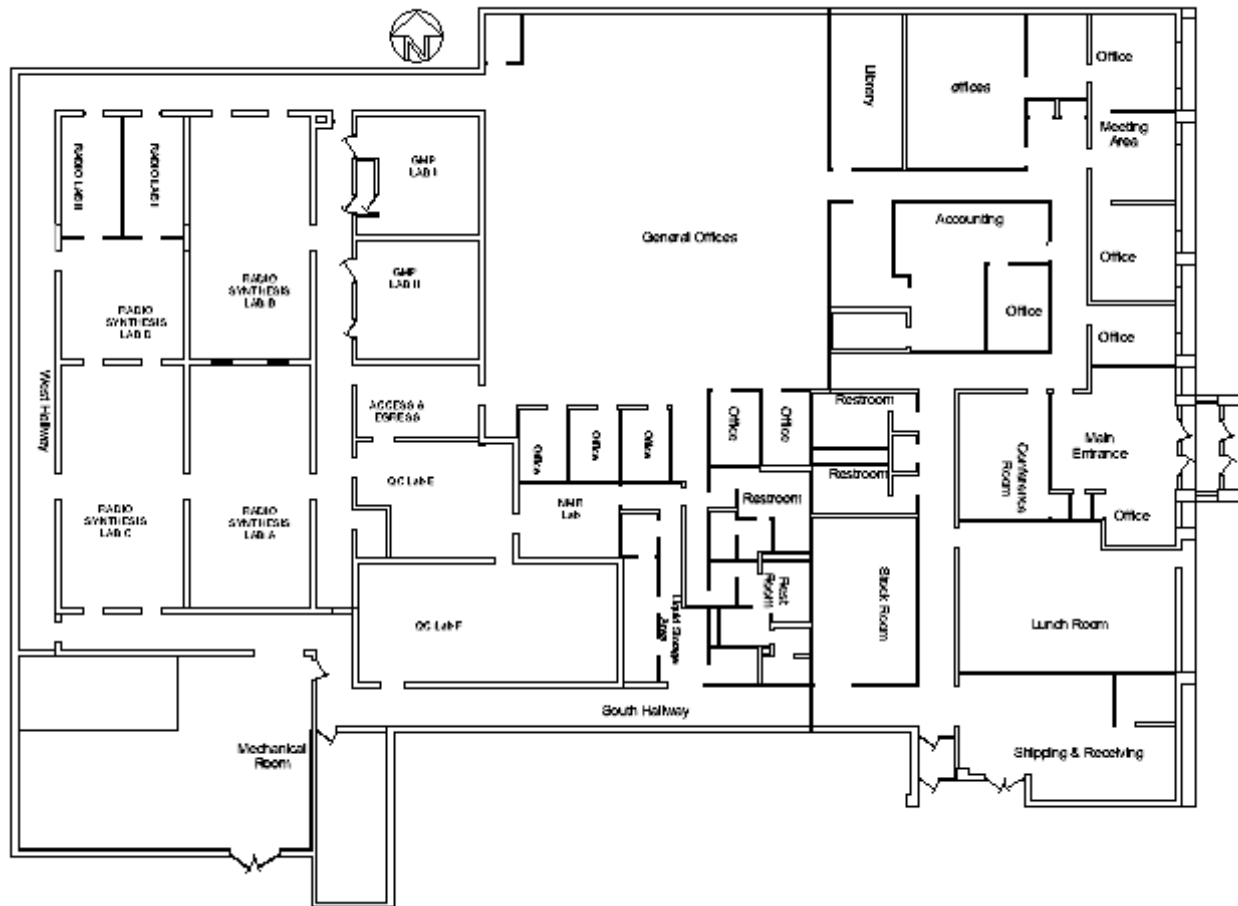 N
Library
offices
Office
Meeting
Area
RADIO LAB II
RADIO LAB I
GMP
LAB I
General Offices
Accounting
Office
RADIO
SYNTHESIS
LAB B
GMP
LAB II
RADIO
SYNTHESIS
LAB D
Office
Office
West Hallway
ACCESS &
EGRESS
Restroom
Office
Office
Office
Office
Office
Main
Entrance
Conference
Room
QC Lab E
Restroom
Restroom
NMR
Lab
Office
RADIO
SYNTHESIS
LAB C
RADIO
SYNTHESIS
LAB A
Stock Room
Rest
Room
Liquid Storage
Area
QC Lab F
Lunch Room
South Hallway
Mechanical
Room
Shipping & Receiving